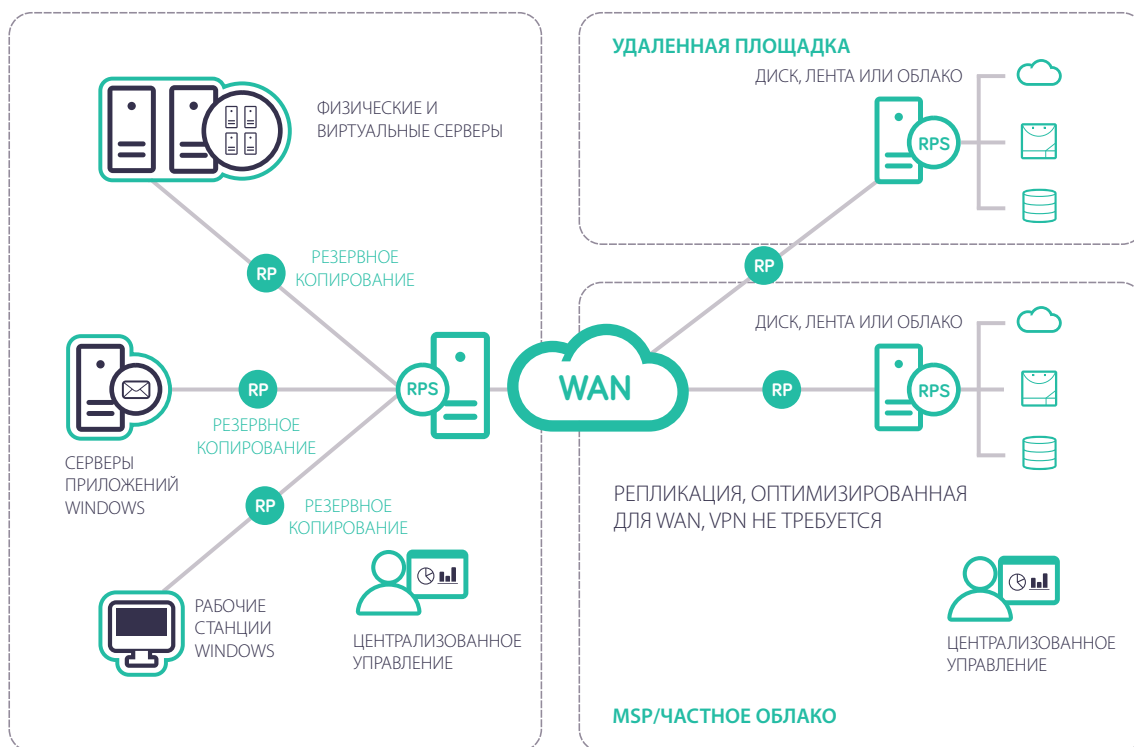 ФИЗИЧЕСКИЕ И
ВИРТУАЛЬНЫЕ СЕРВЕРЫ
РЕЗЕРВНОЕ
КОПИРОВАНИЕ
RP
RP
РЕЗЕРВНОЕ
КОПИРОВАНИЕ
СЕРВЕРЫ
ПРИЛОЖЕНИЙ
WINDOWS
RP
РЕЗЕРВНОЕ
КОПИРОВАНИЕ
РАБОЧИЕ
СТАНЦИИ
WINDOWS
ЦЕНТРАЛИЗОВАННОЕ
УПРАВЛЕНИЕ
RPS
WAN
УДАЛЕННАЯ ПЛОЩАДКА
ДИСК, ЛЕНТА ИЛИ ОБЛАКО
RPS
RP
ДИСК, ЛЕНТА ИЛИ ОБЛАКО
RP
RPS
РЕПЛИКАЦИЯ, ОПТИМИЗИРОВАННАЯ
ДЛЯ WAN, VPN НЕ ТРЕБУЕТСЯ
ЦЕНТРАЛИЗОВАННОЕ
УПРАВЛЕНИЕ
MSP/ЧАСТНОЕ ОБЛАКО